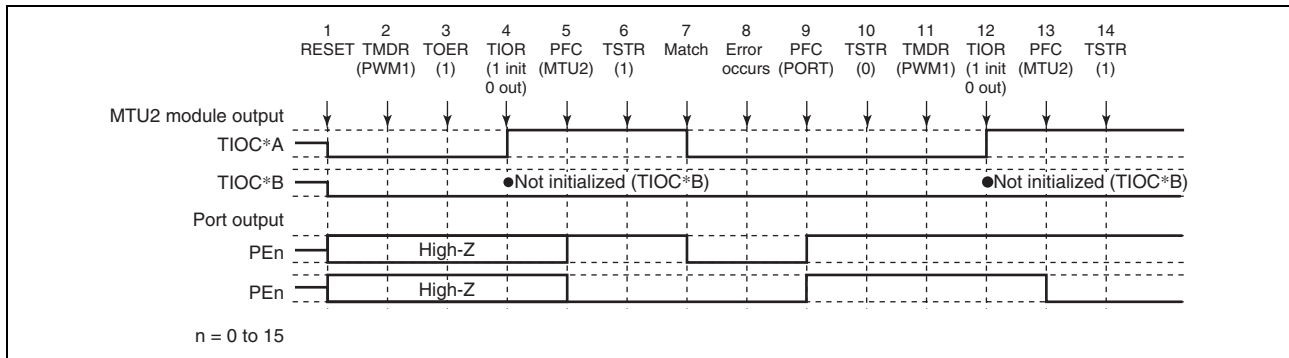 1 2 3 4 5 6 7 8 9 10 11 12 13 14
RESET TMDR TOER TIOR PFC TSTR Match Error PFC TSTR TMDR TIOR PFC TSTR
(PWM1) (1) (1 init (MTU2) (1) occurs (PORT) (0) (PWM1) (1 init (MTU2) (1)
0 out) 0 out)
MTU2 module output
TIOC*A
TIOC*B ●Not initialized (TIOC*B) ●Not initialized (TIOC*B)
Port output
PEn High-Z
PEn High-Z
n = 0 to 15